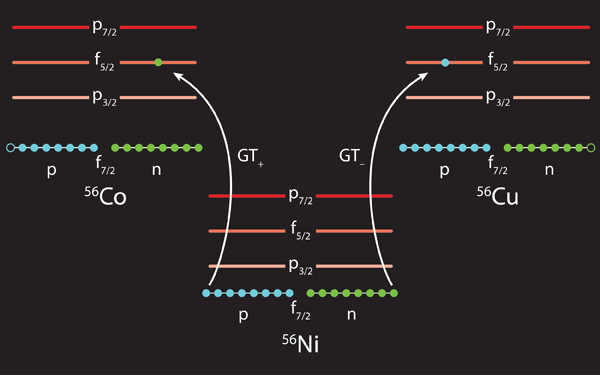 p7/2
f5/2
p3/2
p f7/2 n
56Co
p7/2
f5/2
p3/2
p f7/2 n
56Cu
GT+
GT−
p7/2
f5/2
p3/2
p f7/2 n
56Ni